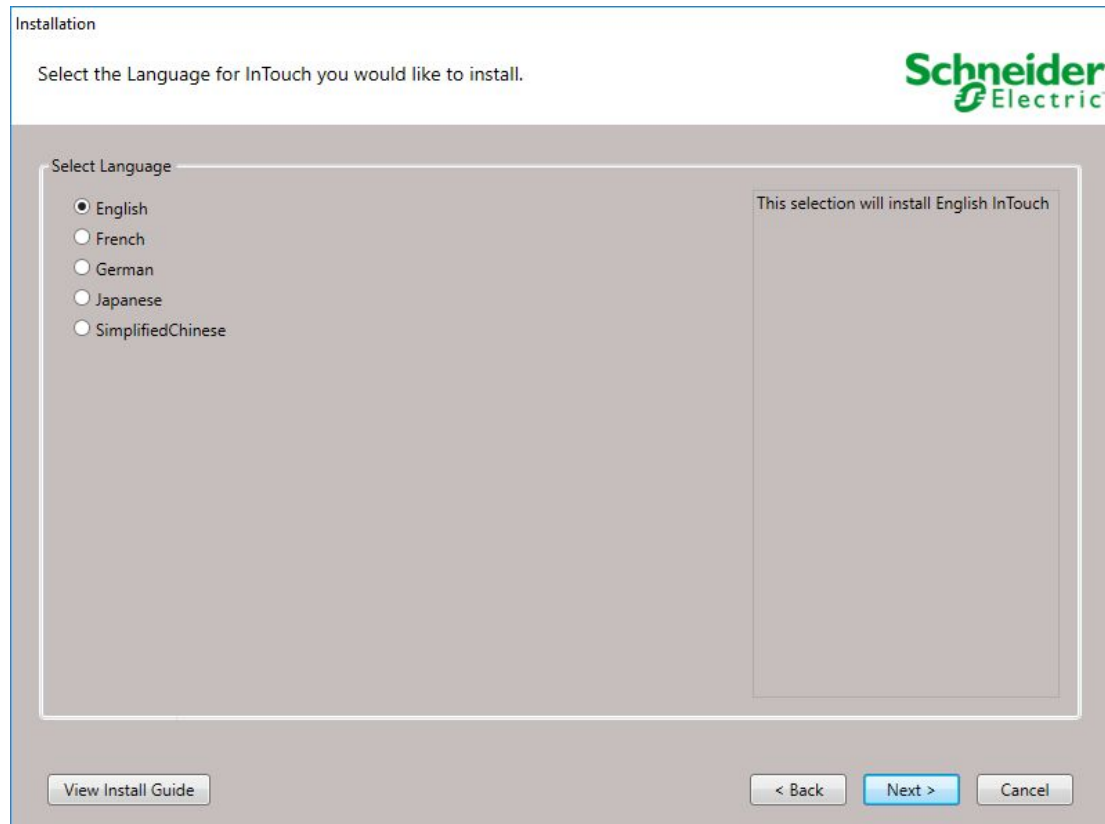 Installation
Select the Language for InTouch you would like to install.
Schneider
Electric
Select Language
English
This selection will install English InTouch
French
German
Japanese
SimplifiedChinese
View Install Guide
< Back
Next >
Cancel